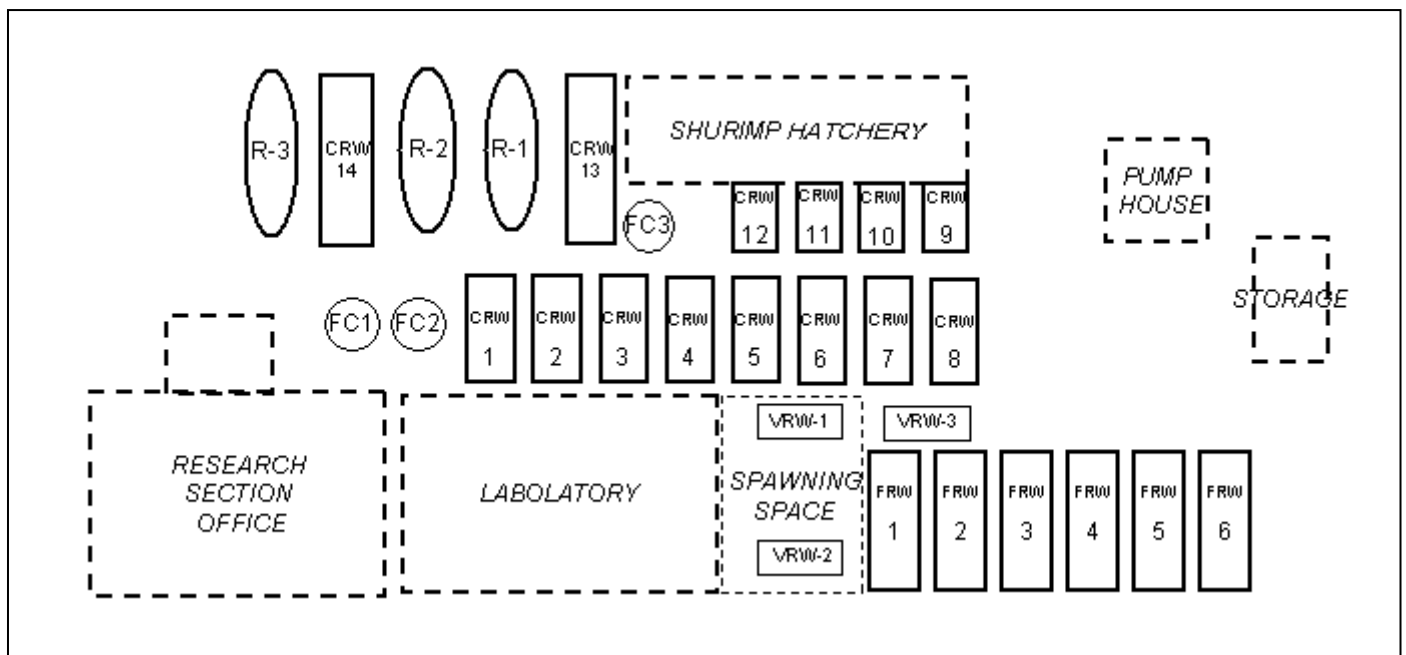 SHURIMP HATCHERY
R-3
CRW
14
R-2
R-1
CRW
13
PUMP
HOUSE
FC3
CRW
12
CRW
11
CRW
10
CRW
9
STORAGE
FC1
FC2
CRW
1
CRW
2
CRW
3
CRW
4
CRW
5
CRW
6
CRW
7
CRW
8
RESEARCH
SECTION
OFFICE
LABOLATORY
VRW-1
SPAWNING
SPACE
VRW-2
VRW-3
FRW
1
FRW
2
FRW
3
FRW
4
FRW
5
FRW
6